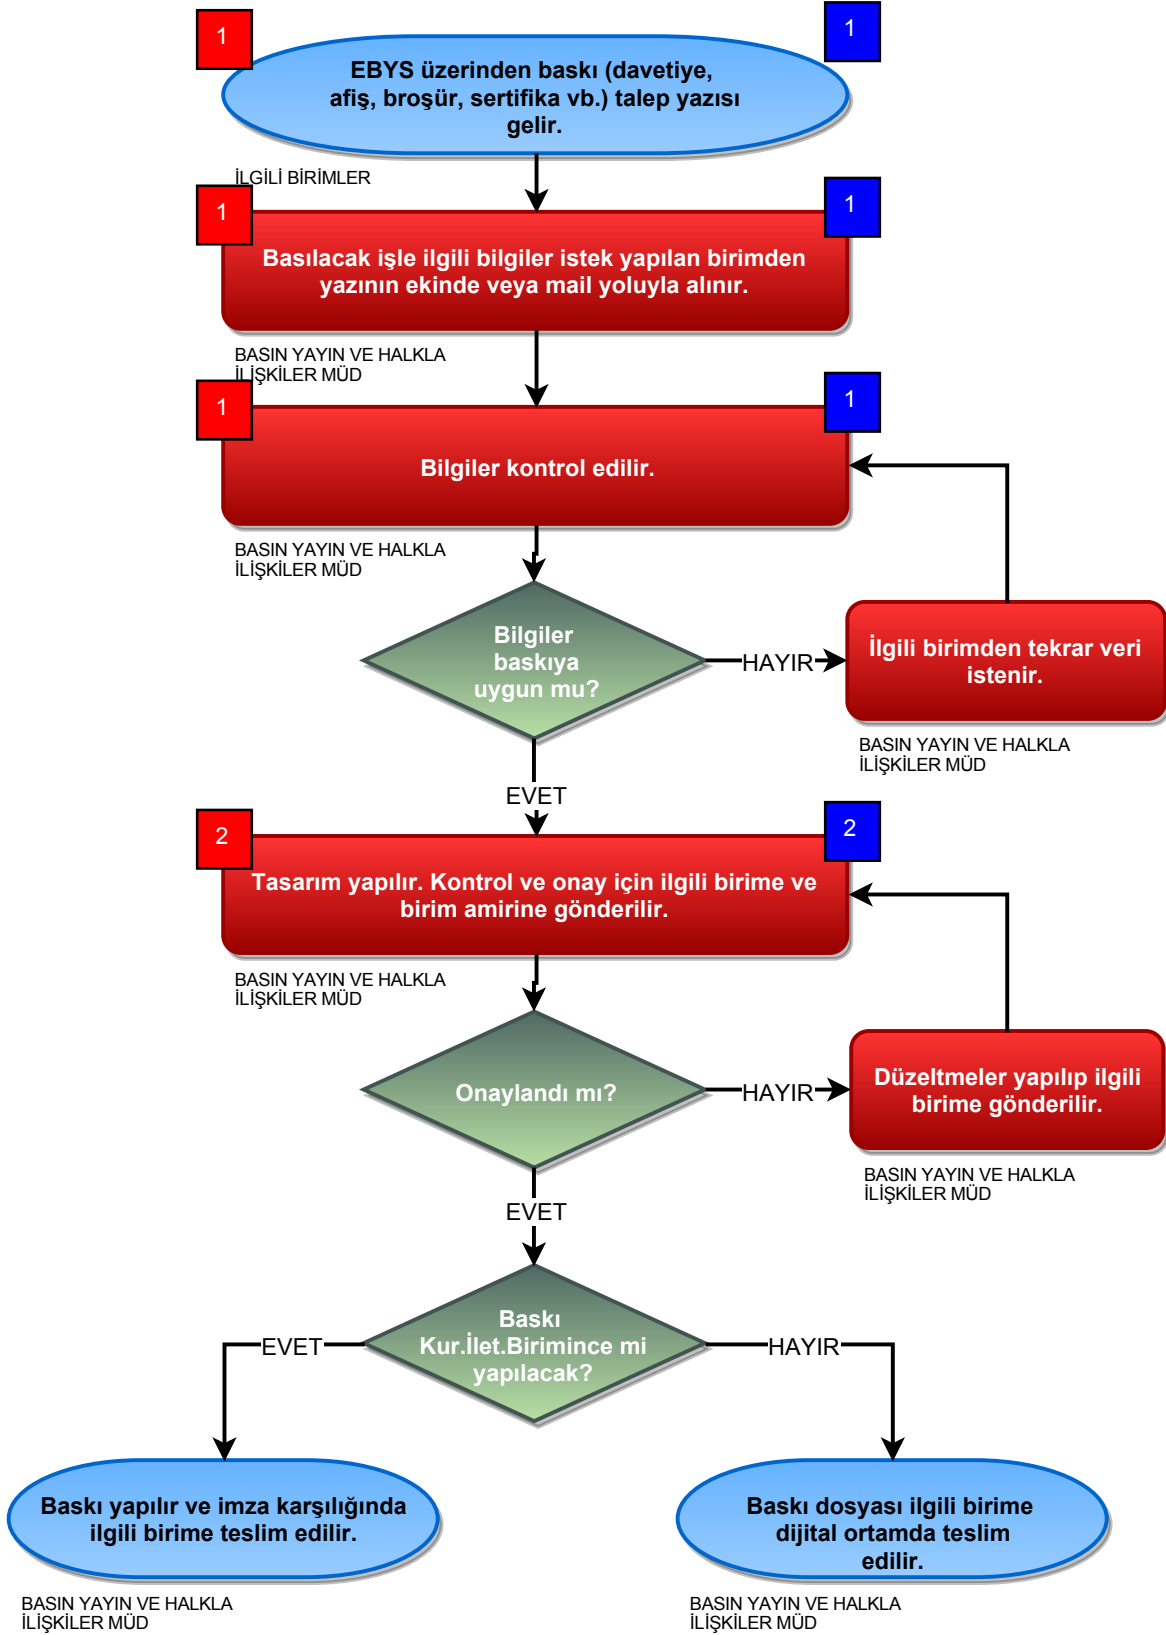 1
1
EBYS üzerinden baskı (davetiye,
afiş, broşür, sertifika vb.) talep yazısı
gelir.
İLGİLİ BİRİMLER
1
1
Basılacak işle ilgili bilgiler istek yapılan birimden
yazının ekinde veya mail yoluyla alınır.
BASIN YAYIN VE HALKLA
İLİŞKİLER MÜD
1
1
Bilgiler kontrol edilir.
BASIN YAYIN VE HALKLA
İLİŞKİLER MÜD
Bilgiler
baskıya
uygun mu?
HAYIR
İlgili birimden tekrar veri
istenir.
BASIN YAYIN VE HALKLA
İLİŞKİLER MÜD
EVET
2
2
Tasarım yapılır. Kontrol ve onay için ilgili birime ve
birim amirine gönderilir.
BASIN YAYIN VE HALKLA
İLİŞKİLER MÜD
Onaylandı mı?
HAYIR
Düzeltmeler yapılıp ilgili
birime gönderilir.
BASIN YAYIN VE HALKLA
İLİŞKİLER MÜD
EVET
Baskı
Kur.İlet.Birimince mi
yapılacak?
EVET
HAYIR
Baskı yapılır ve imza karşılığında
ilgili birime teslim edilir.
BASIN YAYIN VE HALKLA
İLİŞKİLER MÜD
Baskı dosyası ilgili birime
dijital ortamda teslim
edilir.
BASIN YAYIN VE HALKLA
İLİŞKİLER MÜD